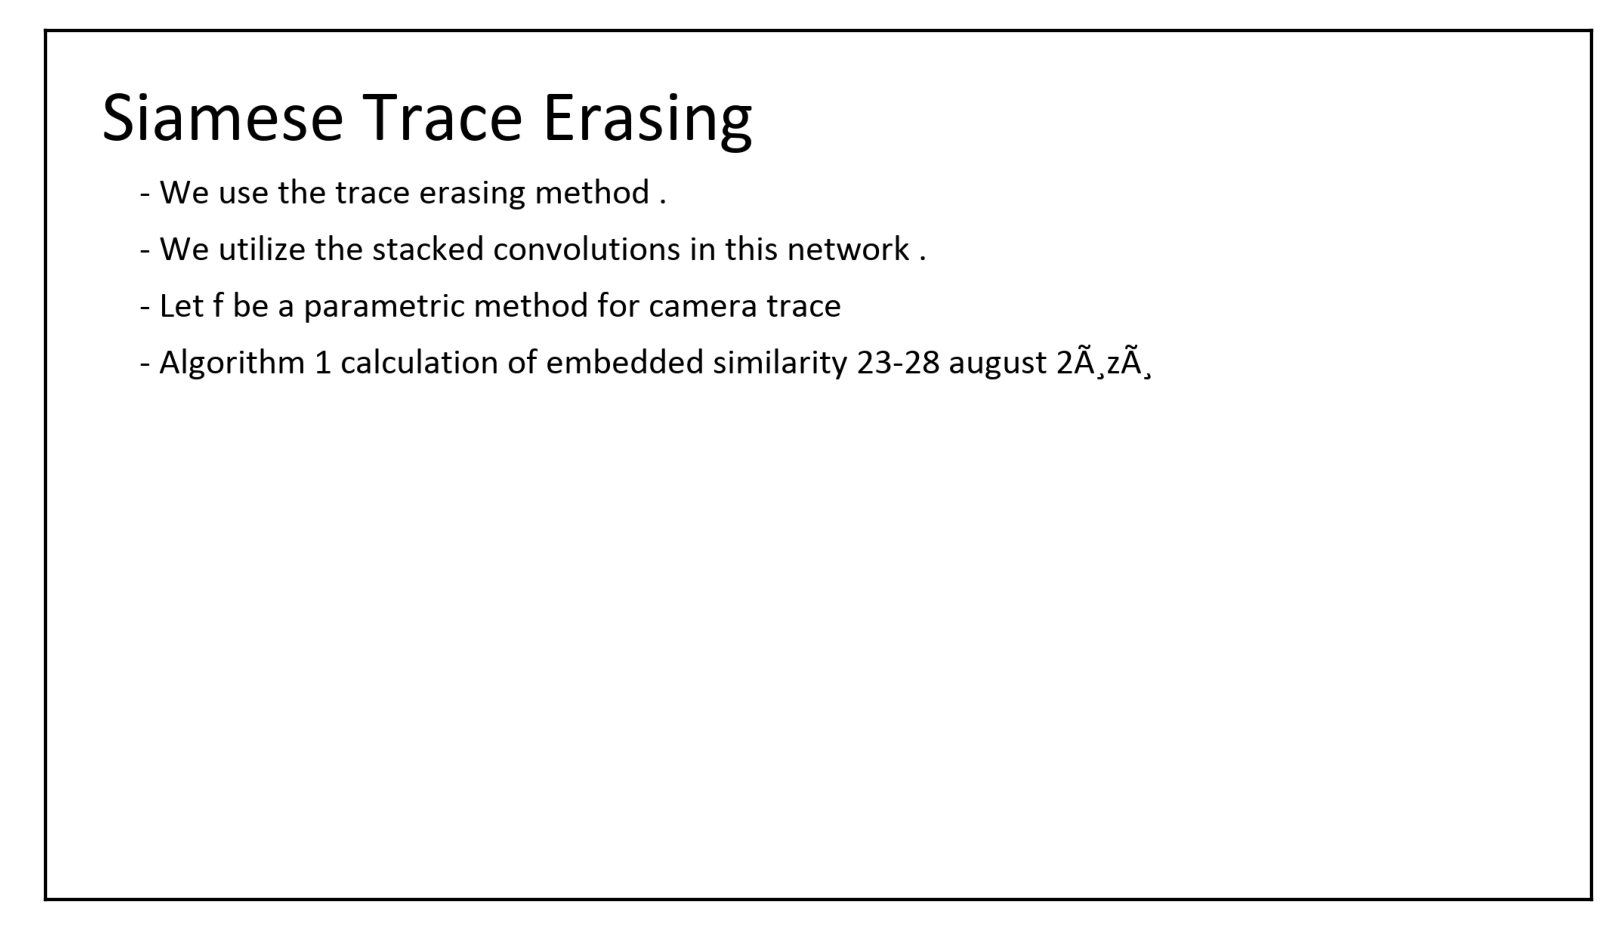 Siamese Trace Erasing
- We use the trace erasing method .
- We utilize the stacked convolutions in this network .
- Let f be a parametric method for camera trace
- Algorithm 1 calculation of embedded similarity 23-28 august 2Ã¸zÃ¸